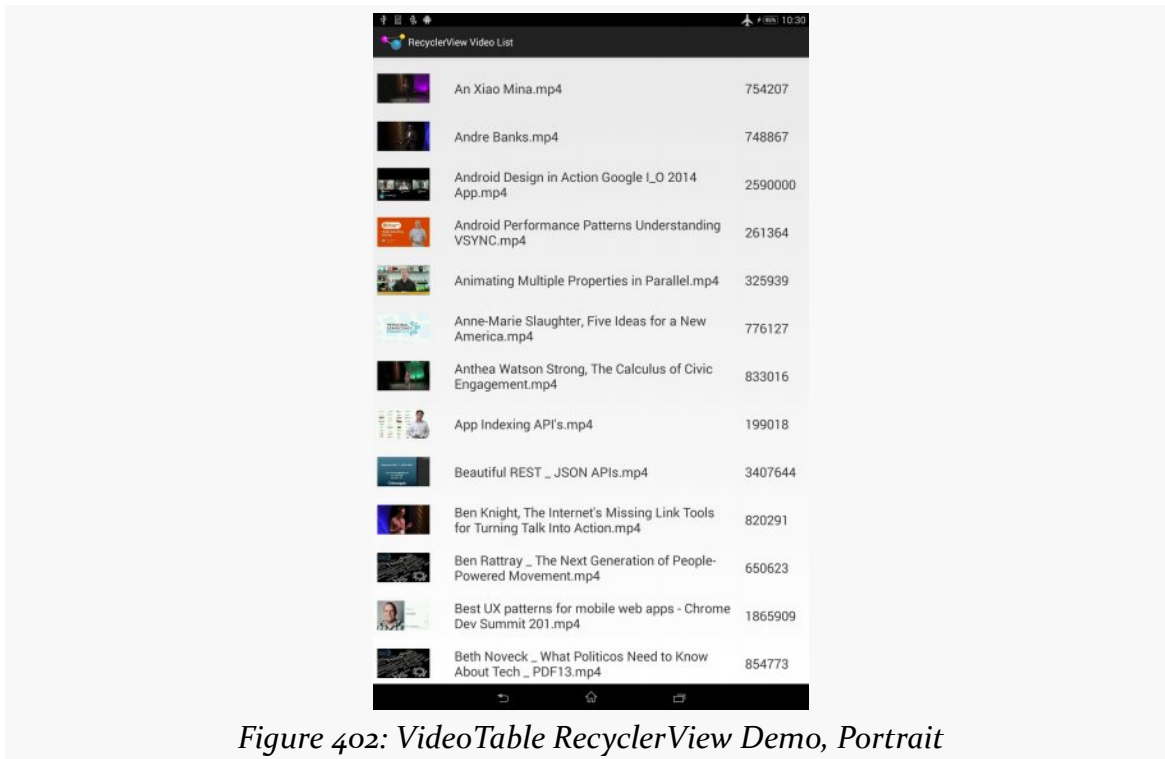 10:30
RecyclerView Video List
An Xiao Mina.mp4 754207
Andre Banks.mp4 748867
Android Design in Action Google I_O 2014
App.mp4 2590000
Android Performance Patterns Understanding
VSYNC.mp4 261364
Animating Multiple Properties in Parallel.mp4 325939
Anne-Marie Slaughter, Five Ideas for a New
America.mp4 776127
Anthea Watson Strong, The Calculus of Civic
Engagement.mp4 833016
App Indexing API's.mp4 199018
Beautiful REST _ JSON APIs.mp4 3407644
Ben Knight, The Internet's Missing Link Tools
for Turning Talk Into Action.mp4 820291
Ben Rattray _ The Next Generation of People-
Powered Movement.mp4 650623
Best UX patterns for mobile web apps - Chrome
Dev Summit 201.mp4 1865909
Beth Noveck _ What Politicos Need to Know
About Tech _ PDF13.mp4 854773
Figure 402: VideoTable RecyclerView Demo, Portrait